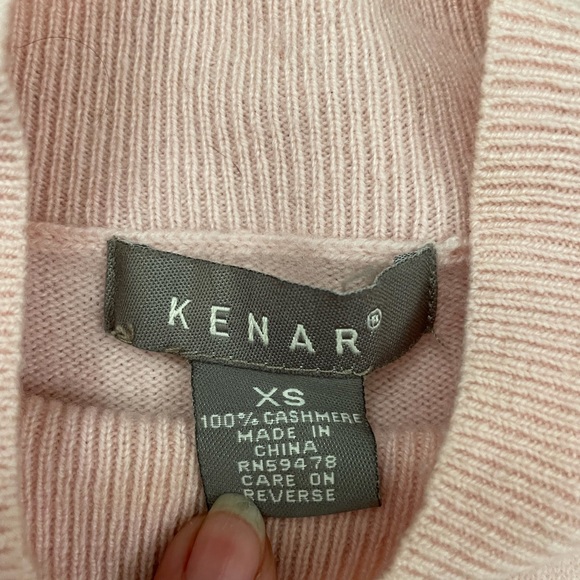 KENAR®
XS
100% CASHMERE
MADE IN
CHINA
RN59478
CARE ON
REVERSE